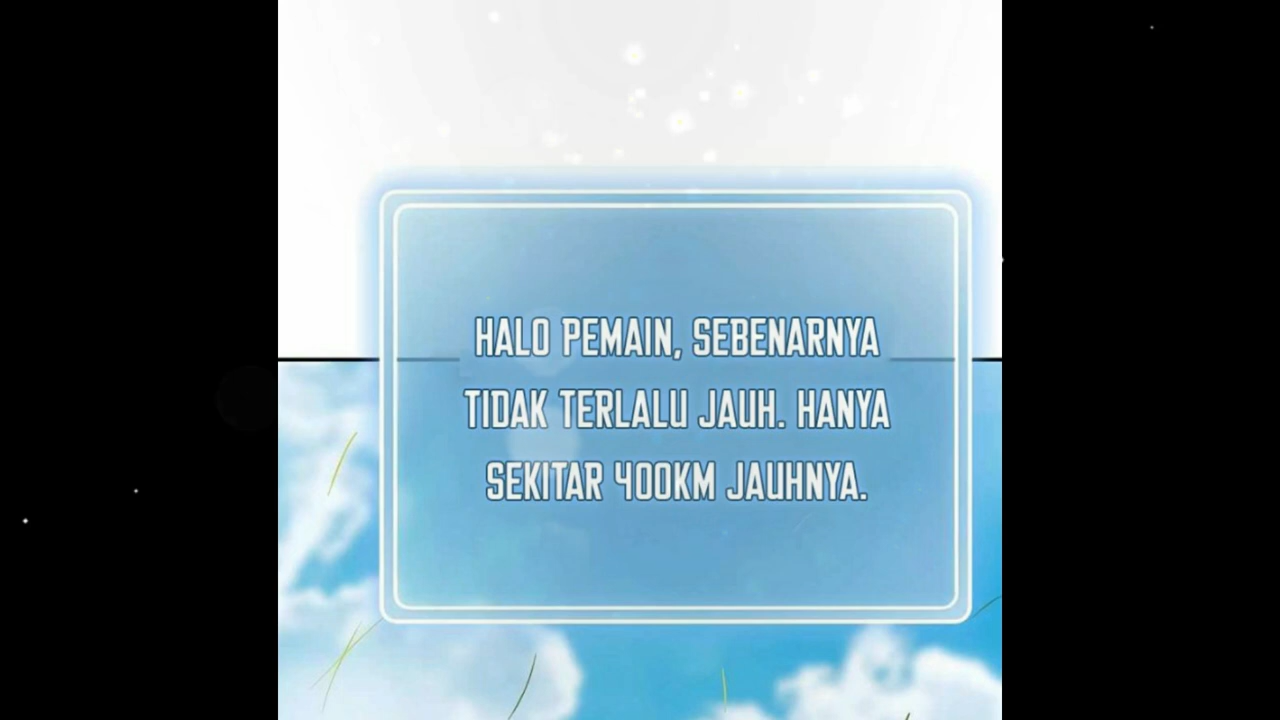 HALO PEMAIN, SEBENARNYA
TIDAK TERLALU JAUH. HANYA
SEKITAR 400KM JAUHNYA.